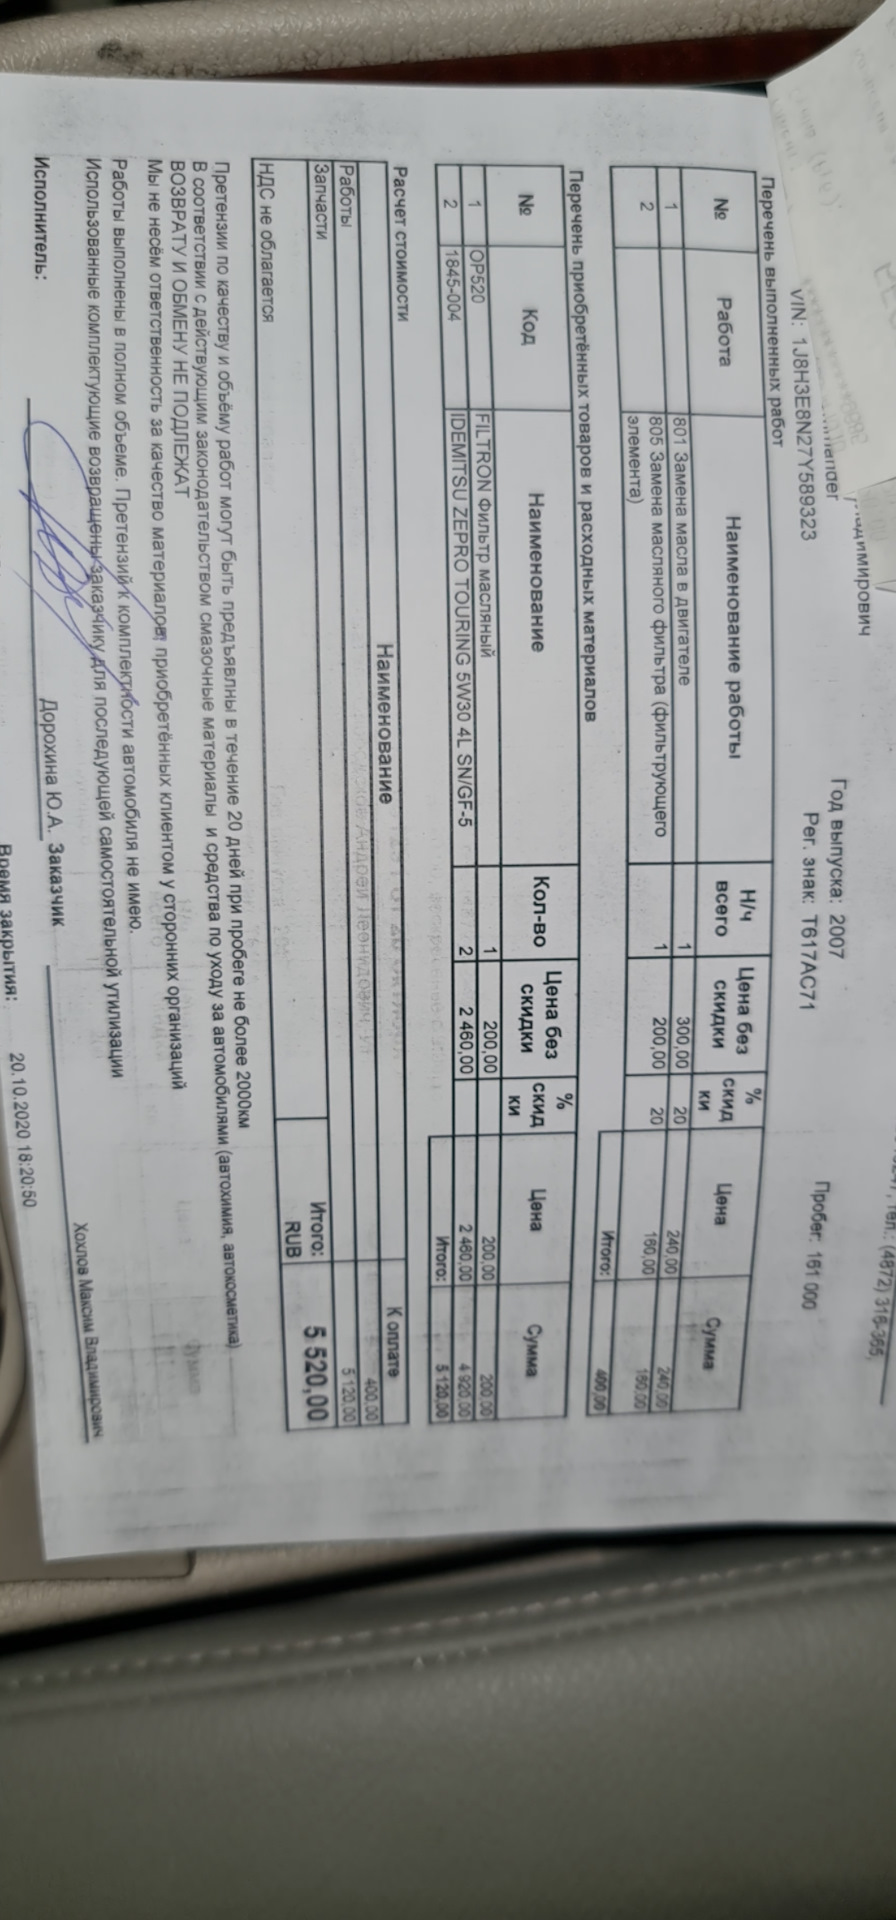 тел.: (4872) 316-365,
Владимирович
Год выпуска: 2007
VIN: 1J8H3E8N27Y589323 Рег. знак: Т617АС71 Пробег: 161 000
Перечень выполненных работ
№ Работа Наименование работы Н/ч всего Цена без скидки % скид ки Цена Сумма
1 801 Замена масла в двигателе 1 300,00 20 240,00 240,00
2 805 Замена масляного фильтра (фильтрующего 1 200,00 20 160,00 160,00
элемента)
Итого: 400,00
Перечень приобретённых товаров и расходных материалов
№ Код Наименование Кол-во Цена без скидки % скид ки Цена Сумма
1 OP520 FILTRON Фильтр масляный 1 200,00 200,00 200,00
2 1845-004 IDEMITSU ZEPRO TOURING 5W30 4L SN/GF-5 2 2 460,00 2 460,00 4 920,00
Итого: 5 120,00
Расчет стоимости
Наименование К оплате
Работы 400,00
Запчасти 5 120,00
НДС не облагается Итого: RUB 5 520,00
Претензии по качеству и объёму работ могут быть предъявлны в течение 20 дней при пробеге не более 2000км
В соответствии с действующим законодательством смазочные материалы и средства по уходу за автомобилями (автохимия, автокосметика)
ВОЗВРАТУ И ОБМЕНУ НЕ ПОДЛЕЖАТ
Мы не несём ответственность за качество материалов, приобретённых клиентом у сторонних организаций
Работы выполнены в полном объеме. Претензий к комплектности автомобиля не имею.
Использованные комплектующие возвращены заказчику для последующей самостоятельной утилизации
Исполнитель: Дорохина Ю.А. Заказчик Хохлов Максим Владимирович
Время закрытия: 20.10.2020 18:20:50